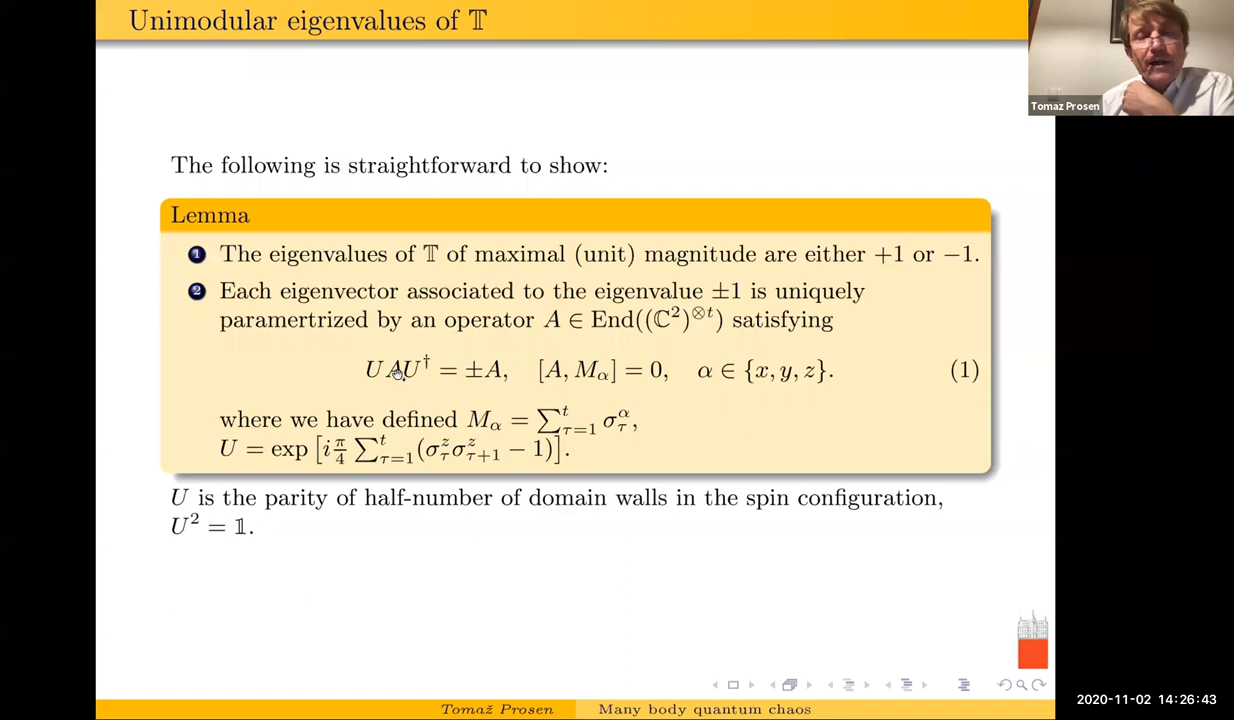 Unimodular eigenvalues of 𝕋
Tomaz Prosen
The following is straightforward to show:
Lemma
1 The eigenvalues of 𝕋 of maximal (unit) magnitude are either +1 or −1.
2 Each eigenvector associated to the eigenvalue ±1 is uniquely
paramertrized by an operator A ∈ End((ℂ²)^{⊗t}) satisfying
UAU† = ±A, [A, M_α] = 0, α ∈ {x, y, z}. (1)
where we have defined M_α = ∑_{τ=1}^{t} σ_τ^α,
U = exp [i π/4 ∑_{τ=1}^{t} (σ_τ^z σ_{τ+1}^z − 1)].
U is the parity of half-number of domain walls in the spin configuration,
U² = 𝟙.
Tomaž Prosen Many body quantum chaos
2020-11-02 14:26:43